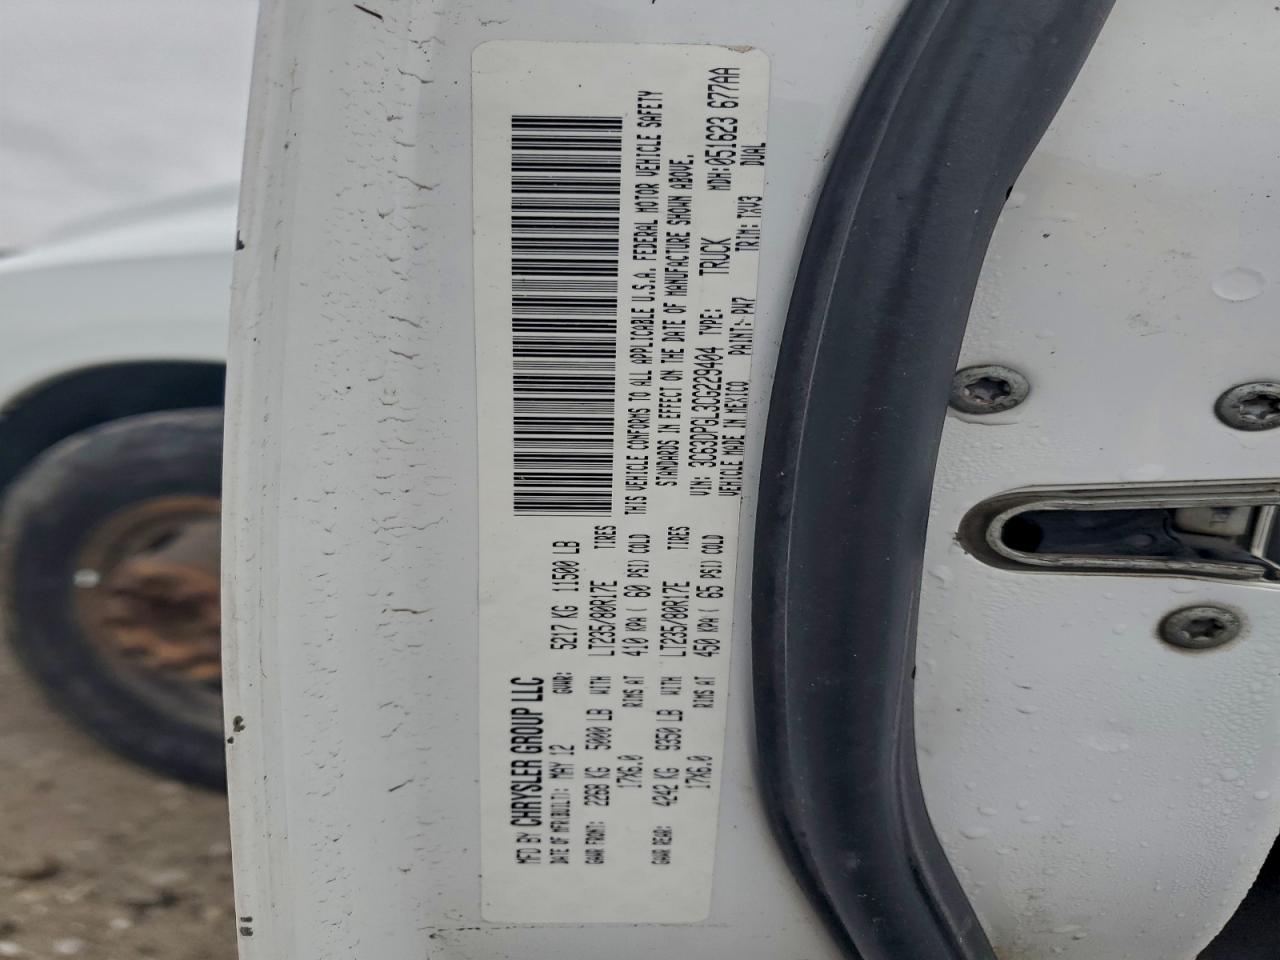 MFD BY CHRYSLER GROUP LLC
DATE OF MFR(BUILT): MAY 12 GVWR: 5217 KG 11500 LB
GAWR FRONT: 2268 KG 5000 LB WITH LT235/80R17E TIRES
17X6.0 RIMS AT 410 KPA( 60 PSI) COLD
GAWR REAR: 4242 KG 9350 LB WITH LT235/80R17E TIRES
17X6.0 RIMS AT 450 KPA( 65 PSI) COLD
THIS VEHICLE CONFORMS TO ALL APPLICABLE U.S.A. FEDERAL MOTOR VEHICLE SAFETY
STANDARDS IN EFFECT ON THE DATE OF MANUFACTURE SHOWN ABOVE.
VIN: 3C63DPGL3CG229404 TYPE: TRUCK MDH:051623 677AA
VEHICLE MADE IN MEXICO PAINT: PW7 TRIM: TXV3 DUAL